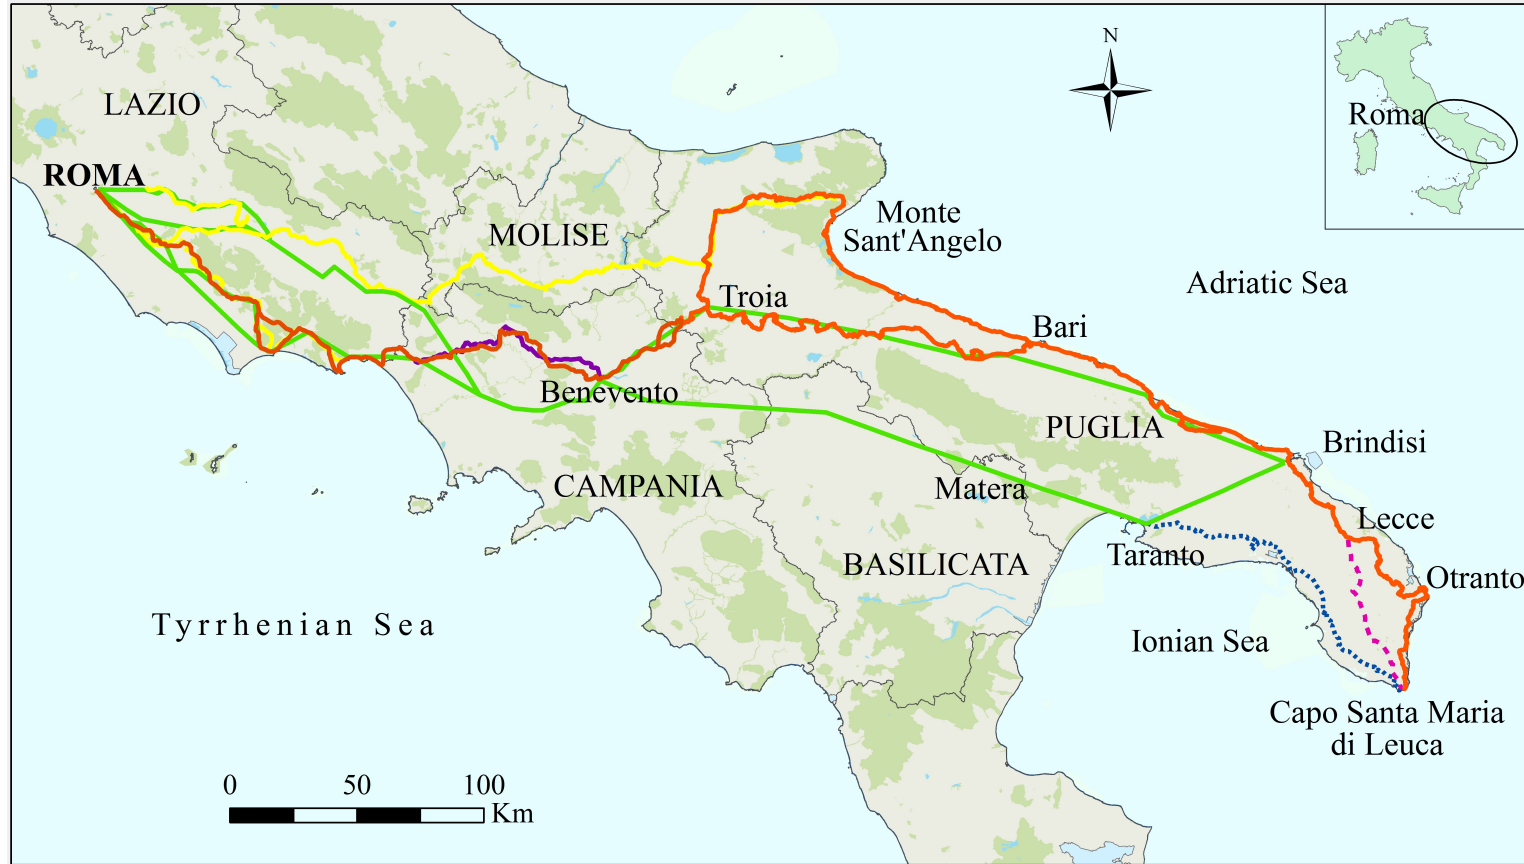 N
LAZIO
Roma
ROMA
Monte
Sant'Angelo
MOLISE
Adriatic Sea
Troia
Bari
Benevento
PUGLIA
Brindisi
CAMPANIA
Matera
Lecce
Taranto
BASILICATA
Otranto
Tyrrhenian Sea
Ionian Sea
Capo Santa Maria
di Leuca
0 50 100
Km